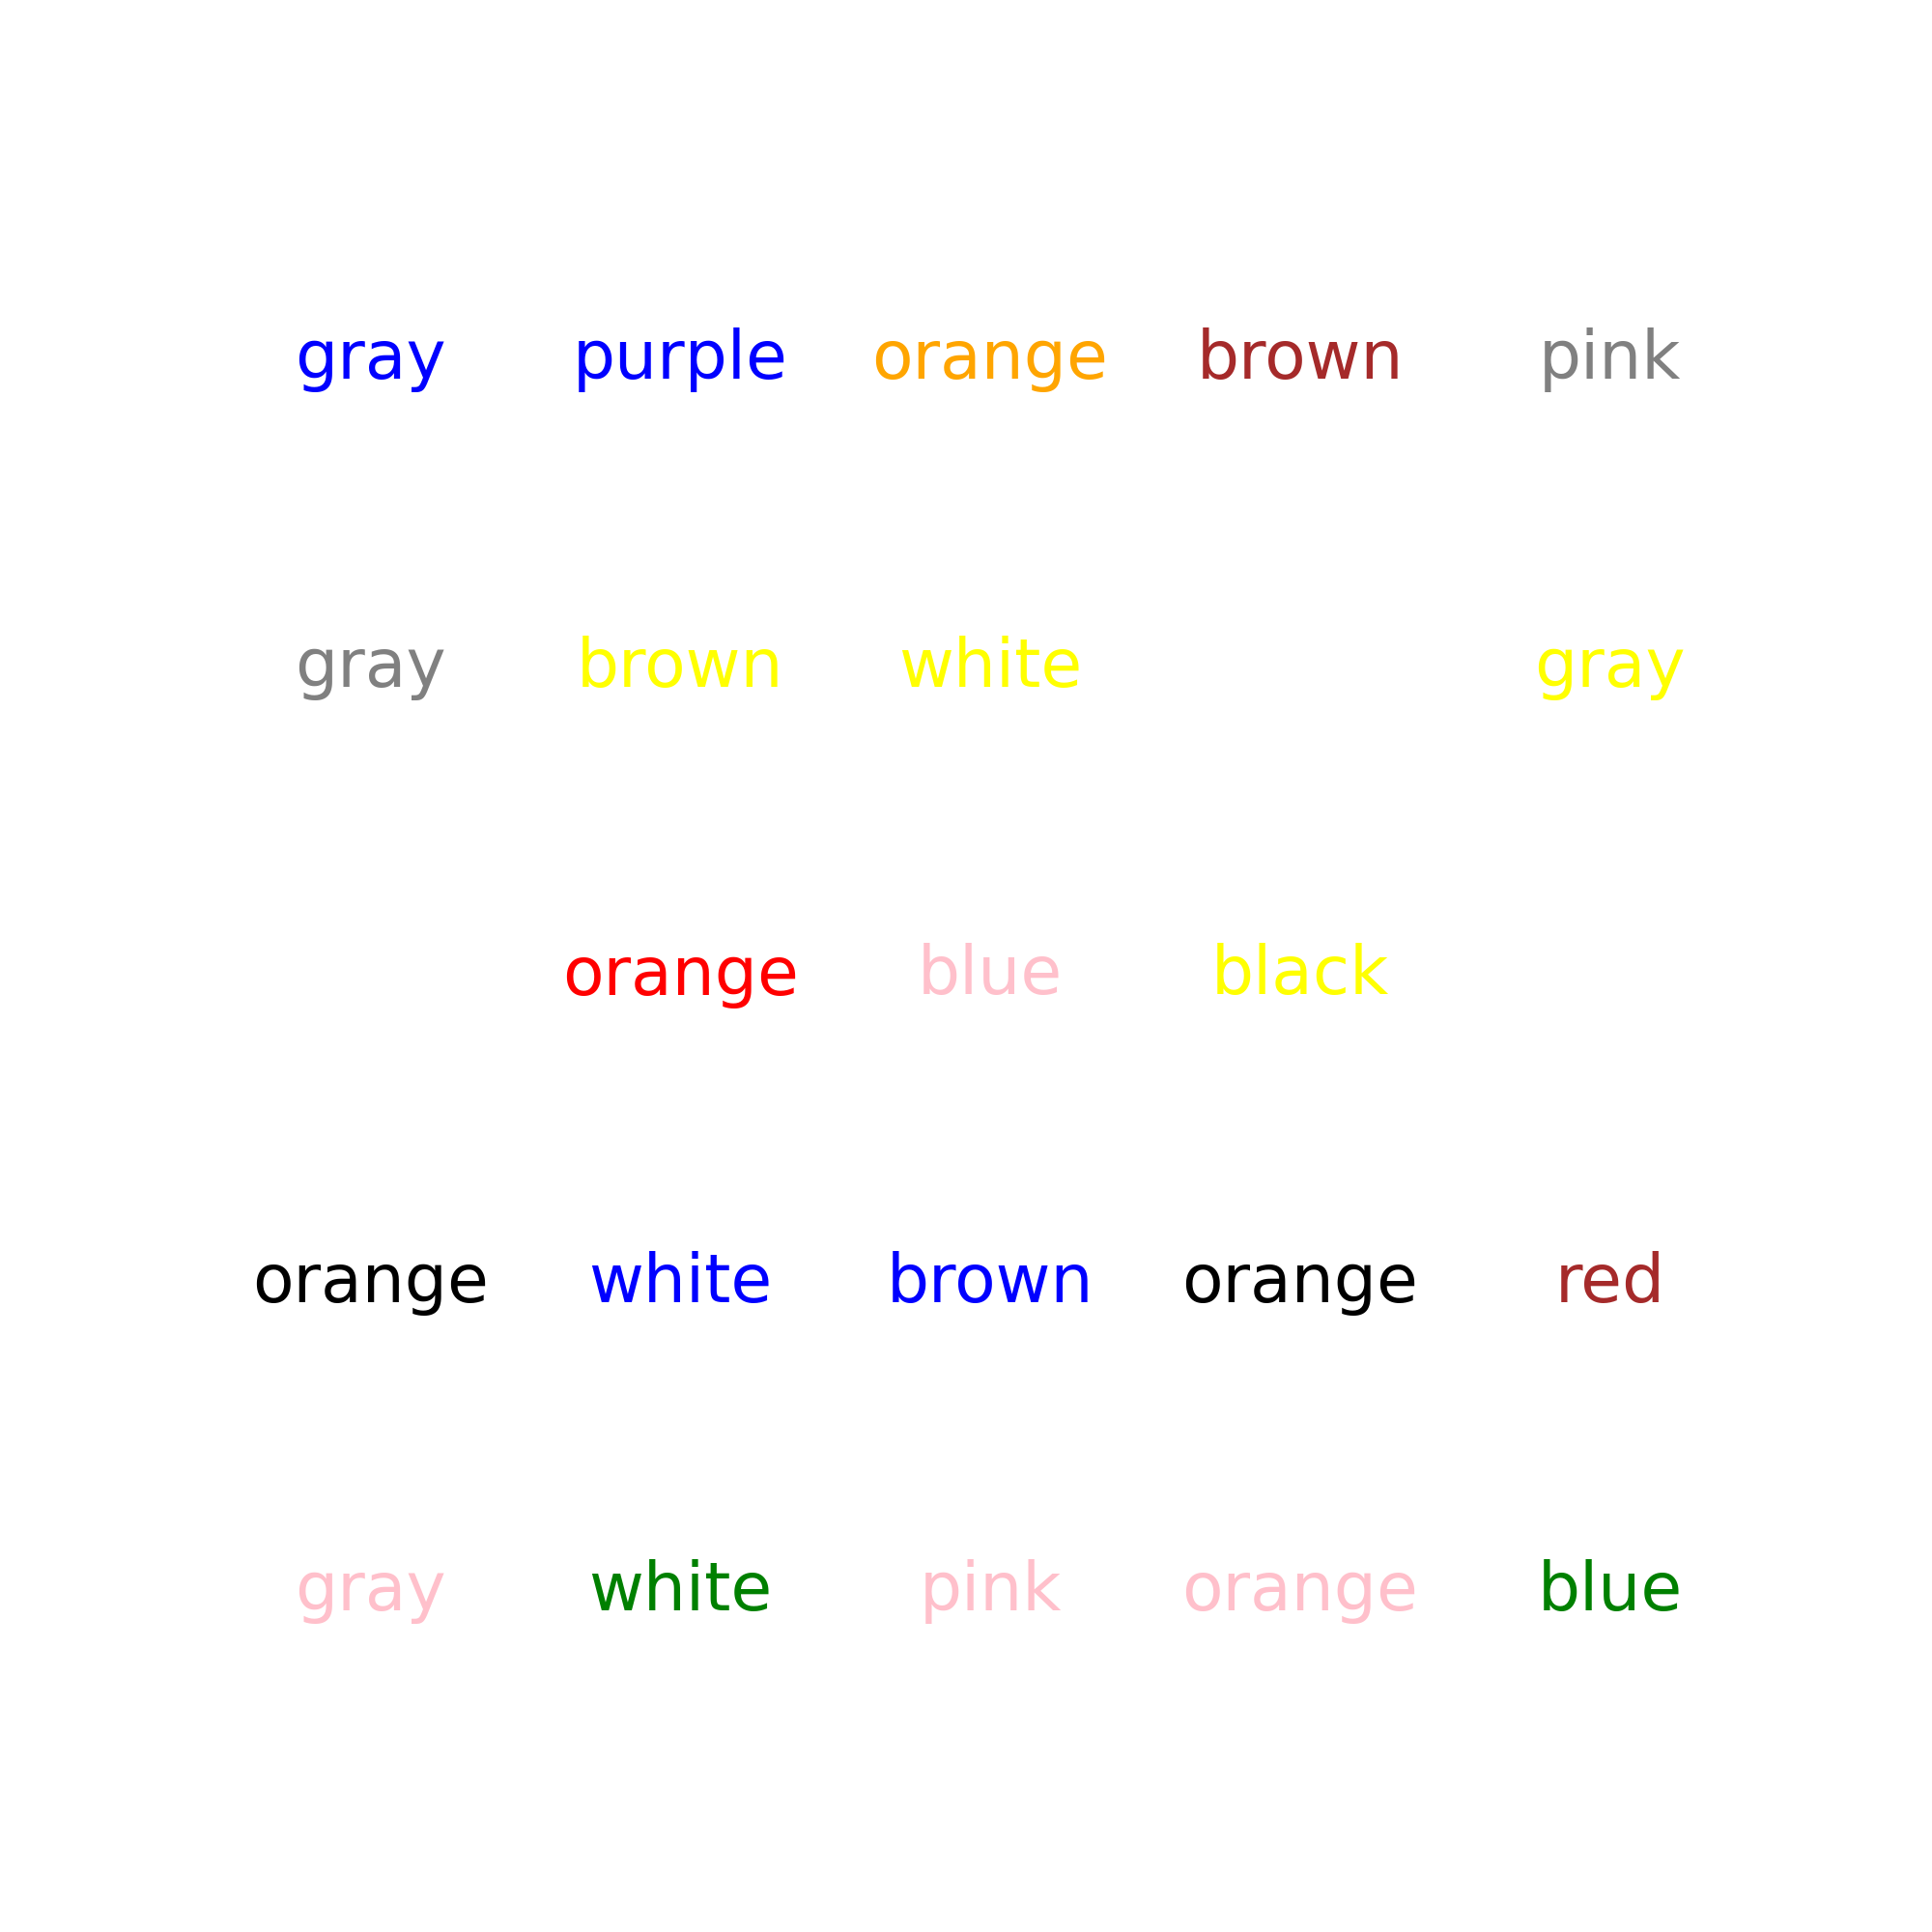 gray purple orange brown pink
gray brown white gray
orange blue black
orange white brown orange red
gray white pink orange blue